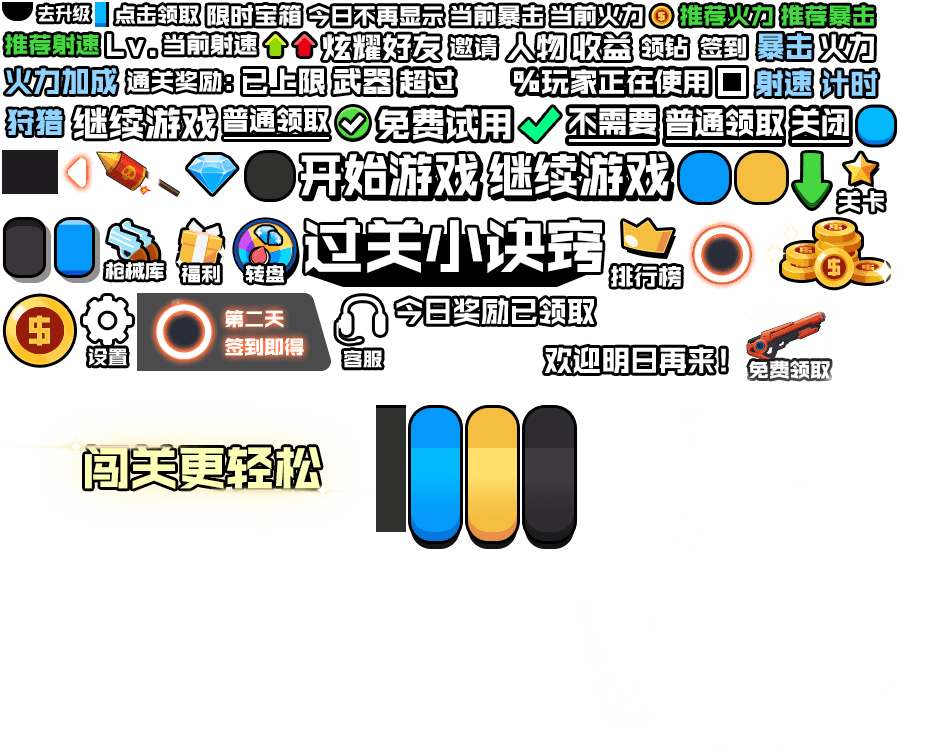 去升级 点击领取 限时宝箱 今日不再显示 当前暴击 当前火力 推荐火力 推荐暴击
推荐射速 Lv. 当前射速 炫耀好友 邀请 人物 收益 领钻 签到 暴击 火力
火力加成 通关奖励: 已上限 武器 超过 %玩家正在使用 射速 计时
狩猎 继续游戏 普通领取 免费试用 不需要 普通领取 关闭
开始游戏 继续游戏
关卡
过关小诀窍
枪械库 福利 转盘 排行榜
今日奖励已领取
第二天
签到即得
设置 客服
欢迎明日再来!
免费领取
闯关更轻松